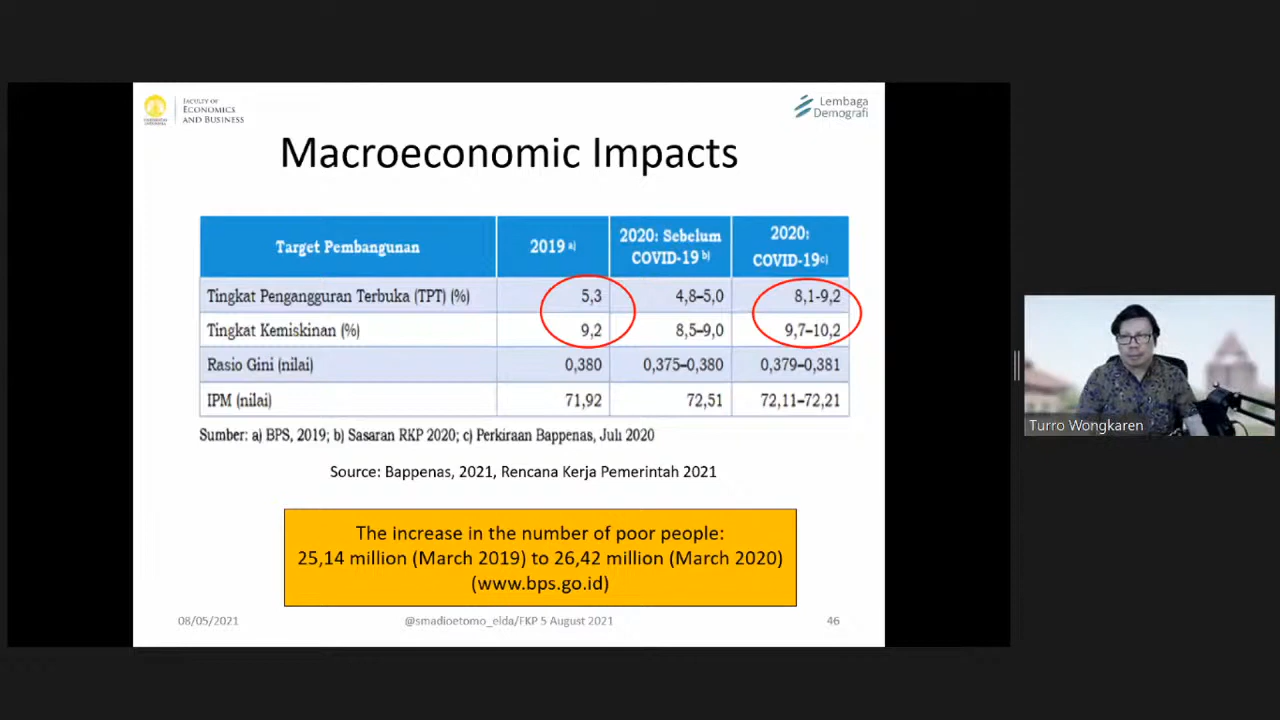 FACULTY OF
ECONOMICS
AND BUSINESS
Lembaga
Demografi
Macroeconomic Impacts
Target Pembangunan
2019 a)
2020: Sebelum
COVID-19 b)
2020:
COVID-19c)
Tingkat Pengangguran Terbuka (TPT) (%) 5,3 4,8–5,0 8,1-9,2
Tingkat Kemiskinan (%) 9,2 8,5–9,0 9,7–10,2
Rasio Gini (nilai) 0,380 0,375–0,380 0,379–0,381
IPM (nilai) 71,92 72,51 72,11–72,21
Sumber: a) BPS, 2019; b) Sasaran RKP 2020; c) Perkiraan Bappenas, Juli 2020
Source: Bappenas, 2021, Rencana Kerja Pemerintah 2021
The increase in the number of poor people:
25,14 million (March 2019) to 26,42 million (March 2020)
(www.bps.go.id)
08/05/2021 @smadioetomo_elda/FKP 5 August 2021 46
Turro Wongkaren